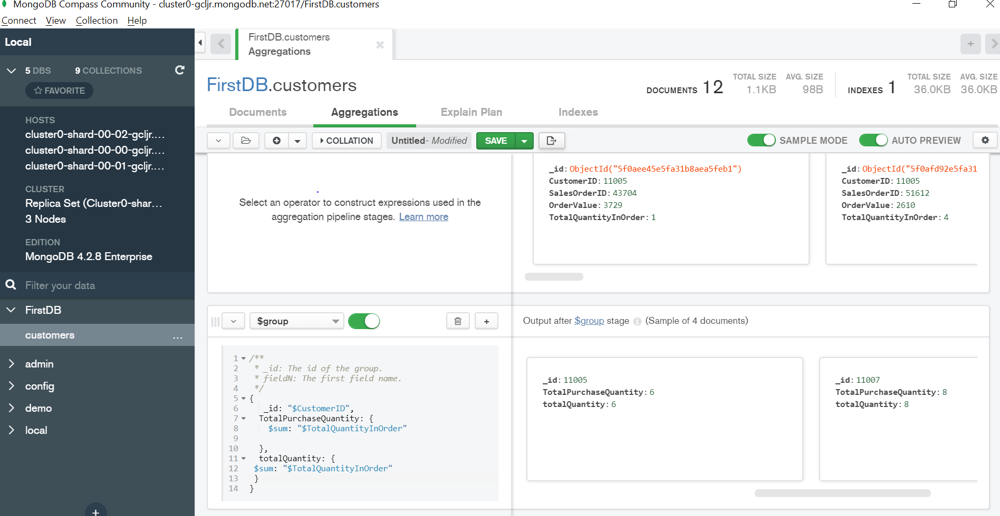 MongoDB Compass Community - cluster0-gcljr.mongodb.net:27017/FirstDB.customers
Connect View Collection Help
Local
5 DBS 9 COLLECTIONS
FAVORITE
HOSTS
cluster0-shard-00-02-gcljr....
cluster0-shard-00-00-gcljr....
cluster0-shard-00-01-gcljr....
CLUSTER
Replica Set (Cluster0-shar...
3 Nodes
EDITION
MongoDB 4.2.8 Enterprise
Filter your data
FirstDB
customers ...
admin
config
demo
local
+
FirstDB.customers
Aggregations
FirstDB.customers
DOCUMENTS 12
TOTAL SIZE AVG. SIZE
1.1KB 98B
INDEXES 1
TOTAL SIZE AVG. SIZE
36.0KB 36.0KB
Documents Aggregations Explain Plan Indexes
COLLATION Untitled- Modified SAVE SAMPLE MODE AUTO PREVIEW
Select an operator to construct expressions used in the
aggregation pipeline stages. Learn more
_id: ObjectId("5f0aee45e5fa31b8aea5feb1")
CustomerID: 11005
SalesOrderID: 43704
OrderValue: 3729
TotalQuantityInOrder: 1
_id: ObjectId("5f0afd92e5fa31
CustomerID: 11005
SalesOrderID: 51612
OrderValue: 2610
TotalQuantityInOrder: 4
$group
Output after $group stage (Sample of 4 documents)
1 /**
2 * _id: The id of the group.
3 * fieldN: The first field name.
4 */
5 {
6 _id: "$CustomerID",
7 TotalPurchaseQuantity: {
8 $sum: "$TotalQuantityInOrder"
9
10 },
11 totalQuantity: {
12 $sum: "$TotalQuantityInOrder"
13 }
14 }
_id: 11005
TotalPurchaseQuantity: 6
totalQuantity: 6
_id: 11007
TotalPurchaseQuantity: 8
totalQuantity: 8